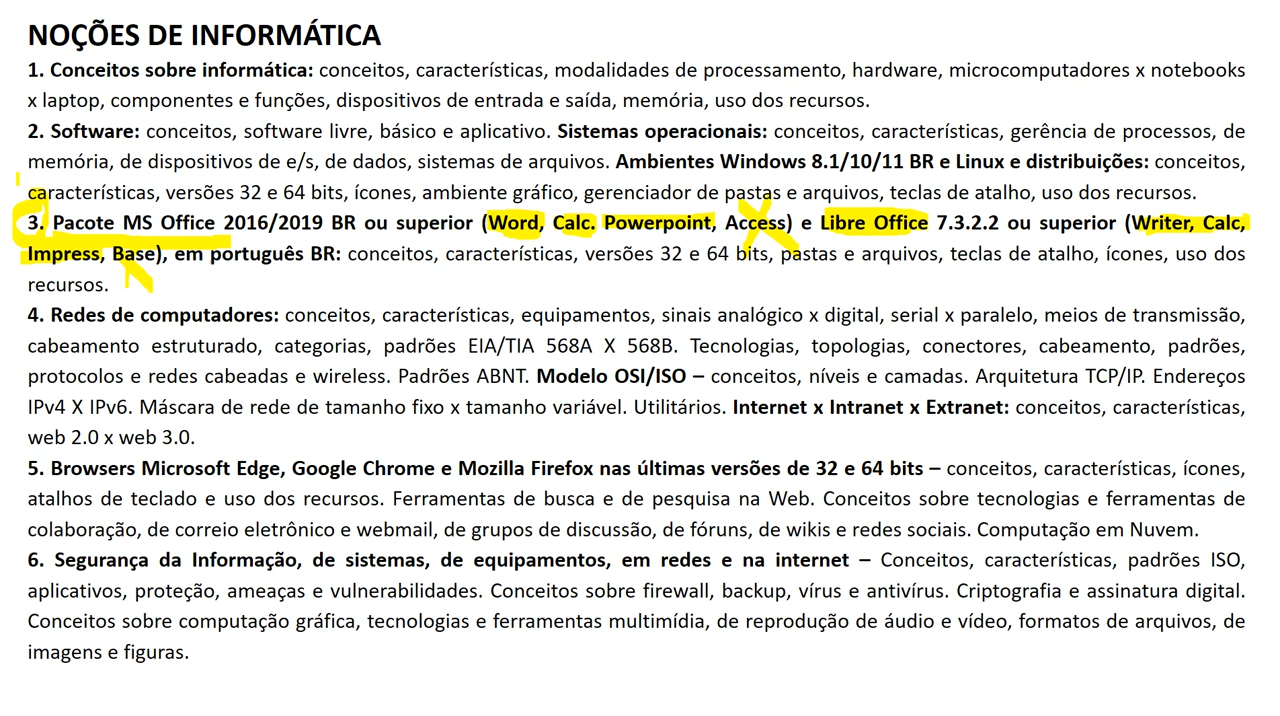 NOÇÕES DE INFORMÁTICA
1. Conceitos sobre informática: conceitos, características, modalidades de processamento, hardware, microcomputadores x notebooks
x laptop, componentes e funções, dispositivos de entrada e saída, memória, uso dos recursos.
2. Software: conceitos, software livre, básico e aplicativo. Sistemas operacionais: conceitos, características, gerência de processos, de
memória, de dispositivos de e/s, de dados, sistemas de arquivos. Ambientes Windows 8.1/10/11 BR e Linux e distribuições: conceitos,
características, versões 32 e 64 bits, ícones, ambiente gráfico, gerenciador de pastas e arquivos, teclas de atalho, uso dos recursos.
3. Pacote MS Office 2016/2019 BR ou superior (Word, Calc. Powerpoint, Access) e Libre Office 7.3.2.2 ou superior (Writer, Calc,
Impress, Base), em português BR: conceitos, características, versões 32 e 64 bits, pastas e arquivos, teclas de atalho, ícones, uso dos
recursos.
4. Redes de computadores: conceitos, características, equipamentos, sinais analógico x digital, serial x paralelo, meios de transmissão,
cabeamento estruturado, categorias, padrões EIA/TIA 568A X 568B. Tecnologias, topologias, conectores, cabeamento, padrões,
protocolos e redes cabeadas e wireless. Padrões ABNT. Modelo OSI/ISO – conceitos, níveis e camadas. Arquitetura TCP/IP. Endereços
IPv4 X IPv6. Máscara de rede de tamanho fixo x tamanho variável. Utilitários. Internet x Intranet x Extranet: conceitos, características,
web 2.0 x web 3.0.
5. Browsers Microsoft Edge, Google Chrome e Mozilla Firefox nas últimas versões de 32 e 64 bits – conceitos, características, ícones,
atalhos de teclado e uso dos recursos. Ferramentas de busca e de pesquisa na Web. Conceitos sobre tecnologias e ferramentas de
colaboração, de correio eletrônico e webmail, de grupos de discussão, de fóruns, de wikis e redes sociais. Computação em Nuvem.
6. Segurança da Informação, de sistemas, de equipamentos, em redes e na internet – Conceitos, características, padrões ISO,
aplicativos, proteção, ameaças e vulnerabilidades. Conceitos sobre firewall, backup, vírus e antivírus. Criptografia e assinatura digital.
Conceitos sobre computação gráfica, tecnologias e ferramentas multimídia, de reprodução de áudio e vídeo, formatos de arquivos, de
imagens e figuras.